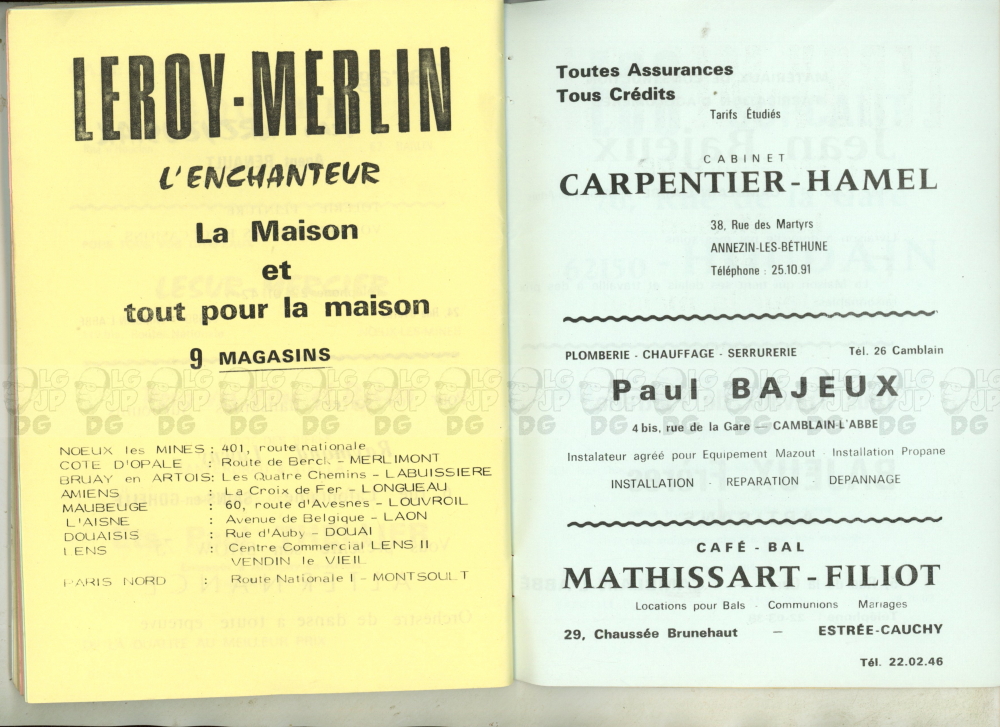 LEROY-MERLIN
L'ENCHANTEUR
La Maison
et
tout pour la maison
9 MAGASINS
NOEUX les MINES : 401, route nationale
COTE D'OPALE : Route de Berck - MERLIMONT
BRUAY en ARTOIS : Les Quatre Chemins - LABUISSIERE
AMIENS : La Croix de Fer - LONGUEAU
MAUBEUGE : 60, route d'Avesnes - LOUVROIL
L'AISNE : Avenue de Belgique - LAON
DOUAISIS : Rue d'Auby - DOUAI
LENS : Centre Commercial LENS II
VENDIN le VIEIL
PARIS NORD : Route Nationale I - MONTSOULT
Toutes Assurances
Tous Crédits
Tarifs Étudiés
CABINET
CARPENTIER-HAMEL
38, Rue des Martyrs
ANNEZIN-LES-BÉTHUNE
Téléphone : 25.10.91
PLOMBERIE - CHAUFFAGE - SERRURERIE Tél. 26 Camblain
Paul BAJEUX
4 bis, rue de la Gare — CAMBLAIN-L'ABBE
Instalateur agréé pour Equipement Mazout - Installation Propane
INSTALLATION - REPARATION - DEPANNAGE
CAFÉ - BAL
MATHISSART-FILIOT
Locations pour Bals - Communions Mariages
29, Chaussée Brunehaut — ESTRÉE-CAUCHY
Tél. 22.02.46